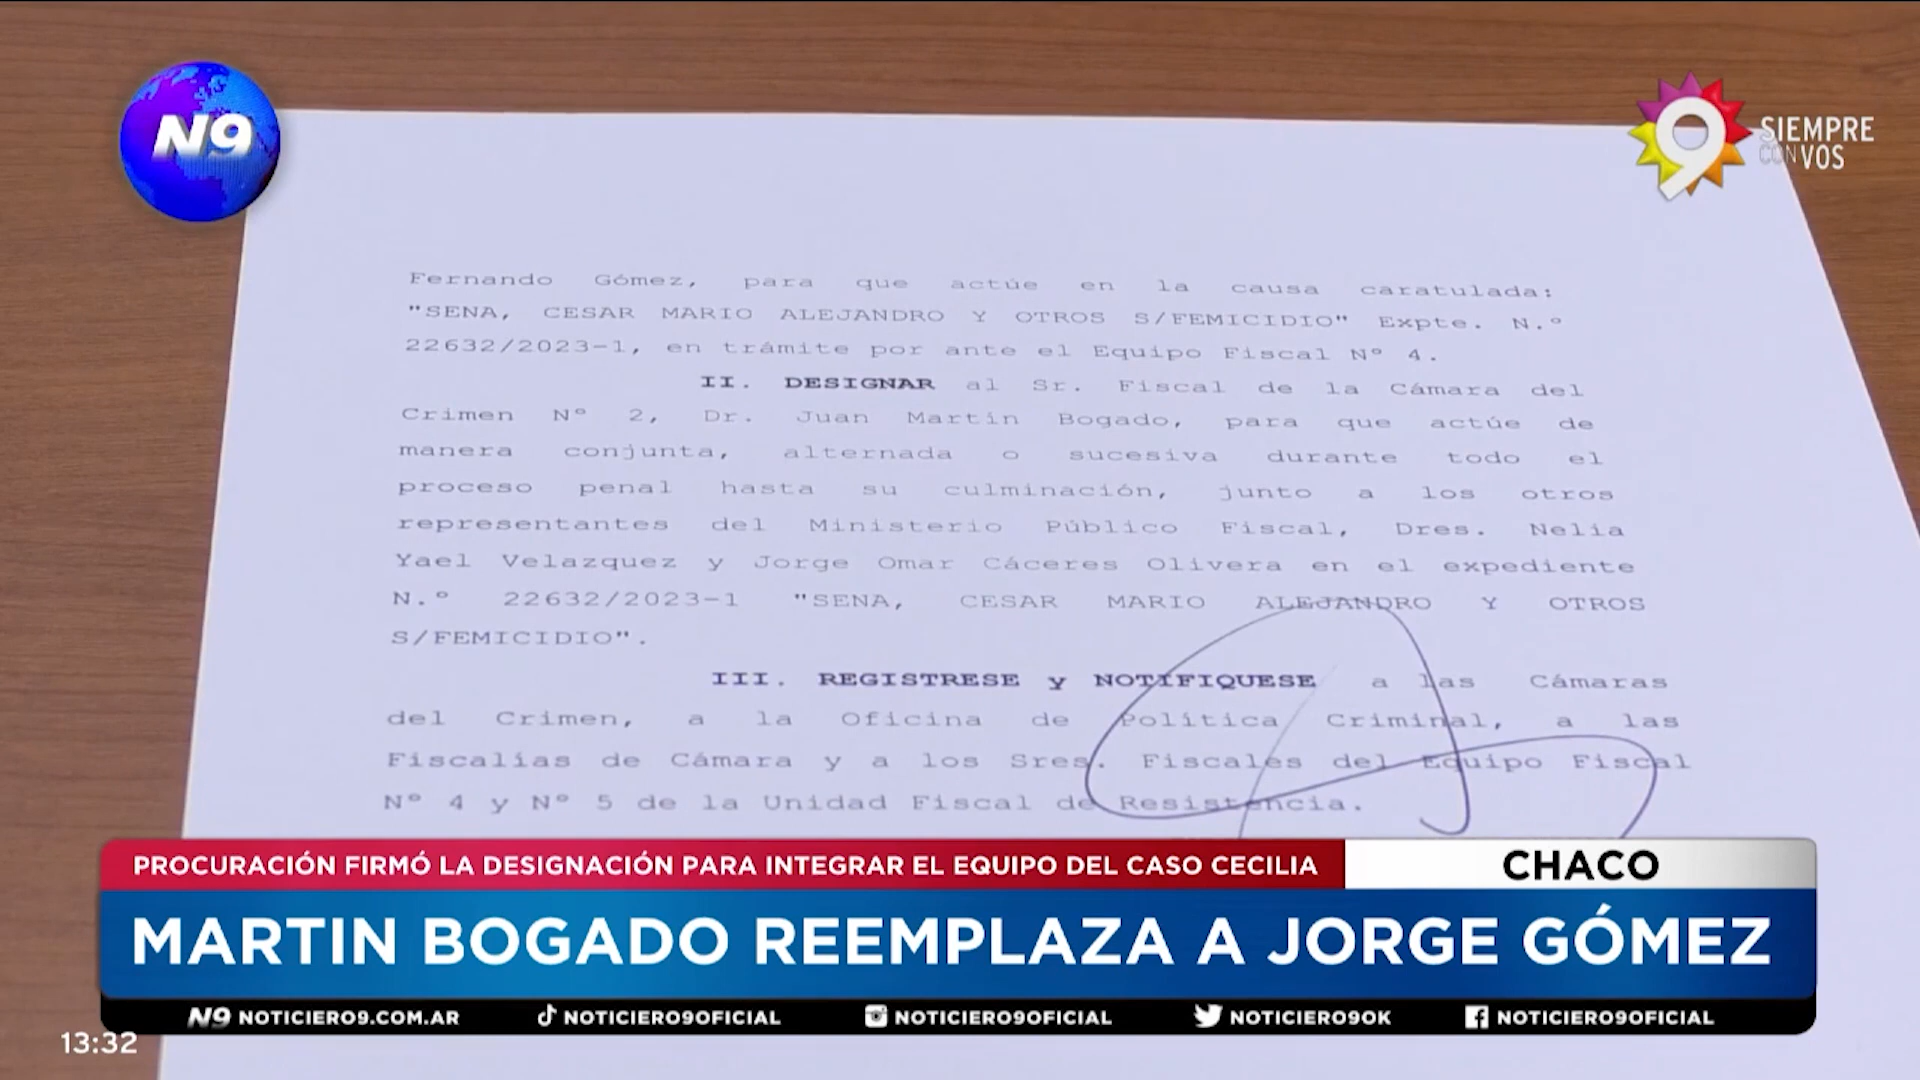 N9
9 SIEMPRE
CON VOS
Fernando Gómez, para que actúe en la causa caratulada:
"SENA, CESAR MARIO ALEJANDRO Y OTROS S/FEMICIDIO" Expte. N.º
22632/2023-1, en trámite por ante el Equipo Fiscal Nº 4.
II. DESIGNAR al Sr. Fiscal de la Cámara del
Crimen Nº 2, Dr. Juan Martín Bogado, para que actúe de
manera conjunta, alternada o sucesiva durante todo el
proceso penal hasta su culminación, junto a los otros
representantes del Ministerio Público Fiscal, Dres. Nelia
Yael Velazquez y Jorge Omar Cáceres Olivera en el expediente
N.º 22632/2023-1 "SENA, CESAR MARIO ALEJANDRO Y OTROS
S/FEMICIDIO".
III. REGISTRESE y NOTIFIQUESE a las Cámaras
del Crimen, a la Oficina de Política Criminal, a las
Fiscalías de Cámara y a los Sres. Fiscales del Equipo Fiscal
Nº 4 y Nº 5 de la Unidad Fiscal de Resistencia.
PROCURACIÓN FIRMÓ LA DESIGNACIÓN PARA INTEGRAR EL EQUIPO DEL CASO CECILIA
CHACO
MARTIN BOGADO REEMPLAZA A JORGE GÓMEZ
N9 NOTICIERO9.COM.AR NOTICIERO9OFICIAL NOTICIERO9OFICIAL NOTICIERO9OK NOTICIERO9OFICIAL
13:32